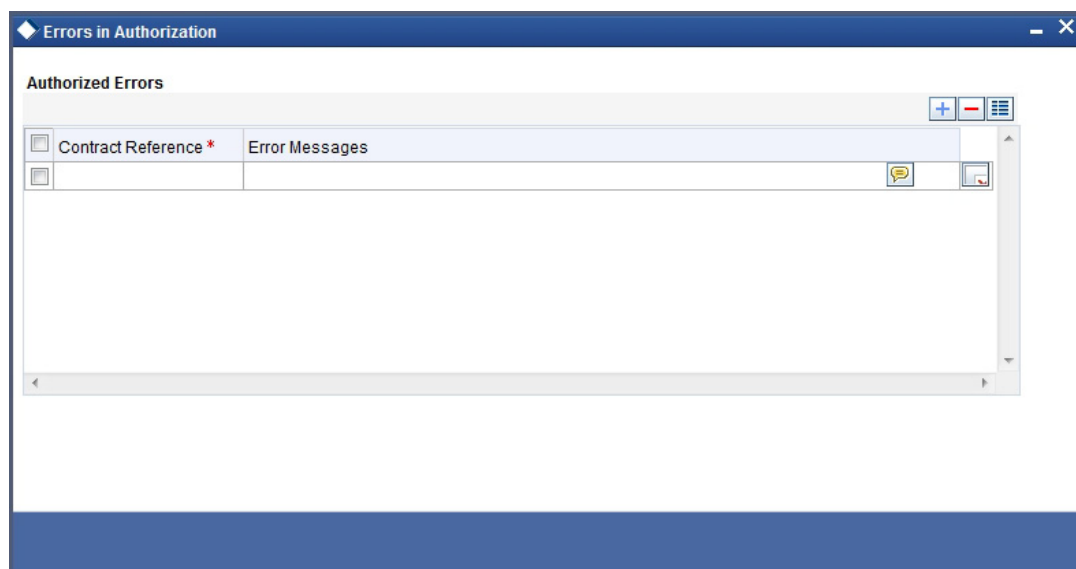 Errors in Authorization
Authorized Errors
Contract Reference * Error Messages